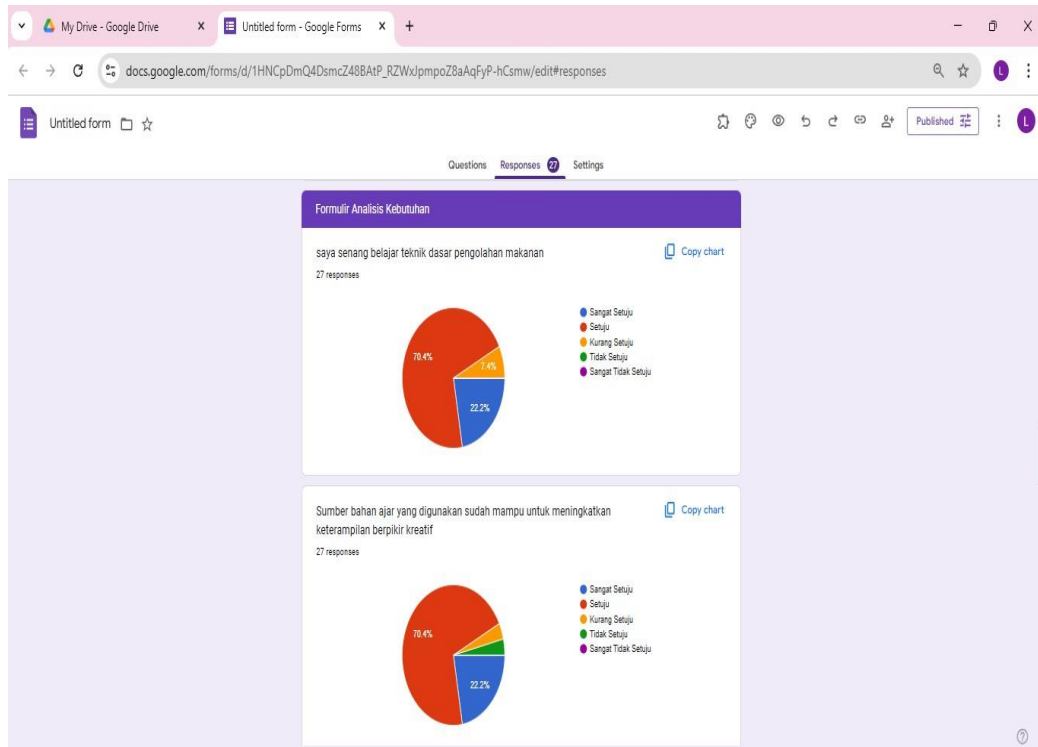 My Drive - Google Drive
Untitled form - Google Forms
docs.google.com/forms/d/1HNCpDmQ4DsmcZ48BAtP_RZWxJpmpoZ8aAqFyP-hCsmw/edit#responses
L
Untitled form
Published
L
Questions Responses 27 Settings
Formulir Analisis Kebutuhan
saya senang belajar teknik dasar pengolahan makanan
Copy chart
27 responses
Sangat Setuju
Setuju
Kurang Setuju
Tidak Setuju
Sangat Tidak Setuju
70.4%
7.4%
22.2%
Sumber bahan ajar yang digunakan sudah mampu untuk meningkatkan
keterampilan berpikir kreatif
Copy chart
27 responses
Sangat Setuju
Setuju
Kurang Setuju
Tidak Setuju
Sangat Tidak Setuju
70.4%
22.2%